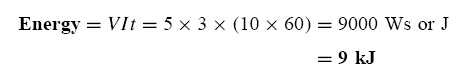 Energy = VIt = 5 × 3 × (10 × 60) = 9000 Ws or J
= 9 kJ